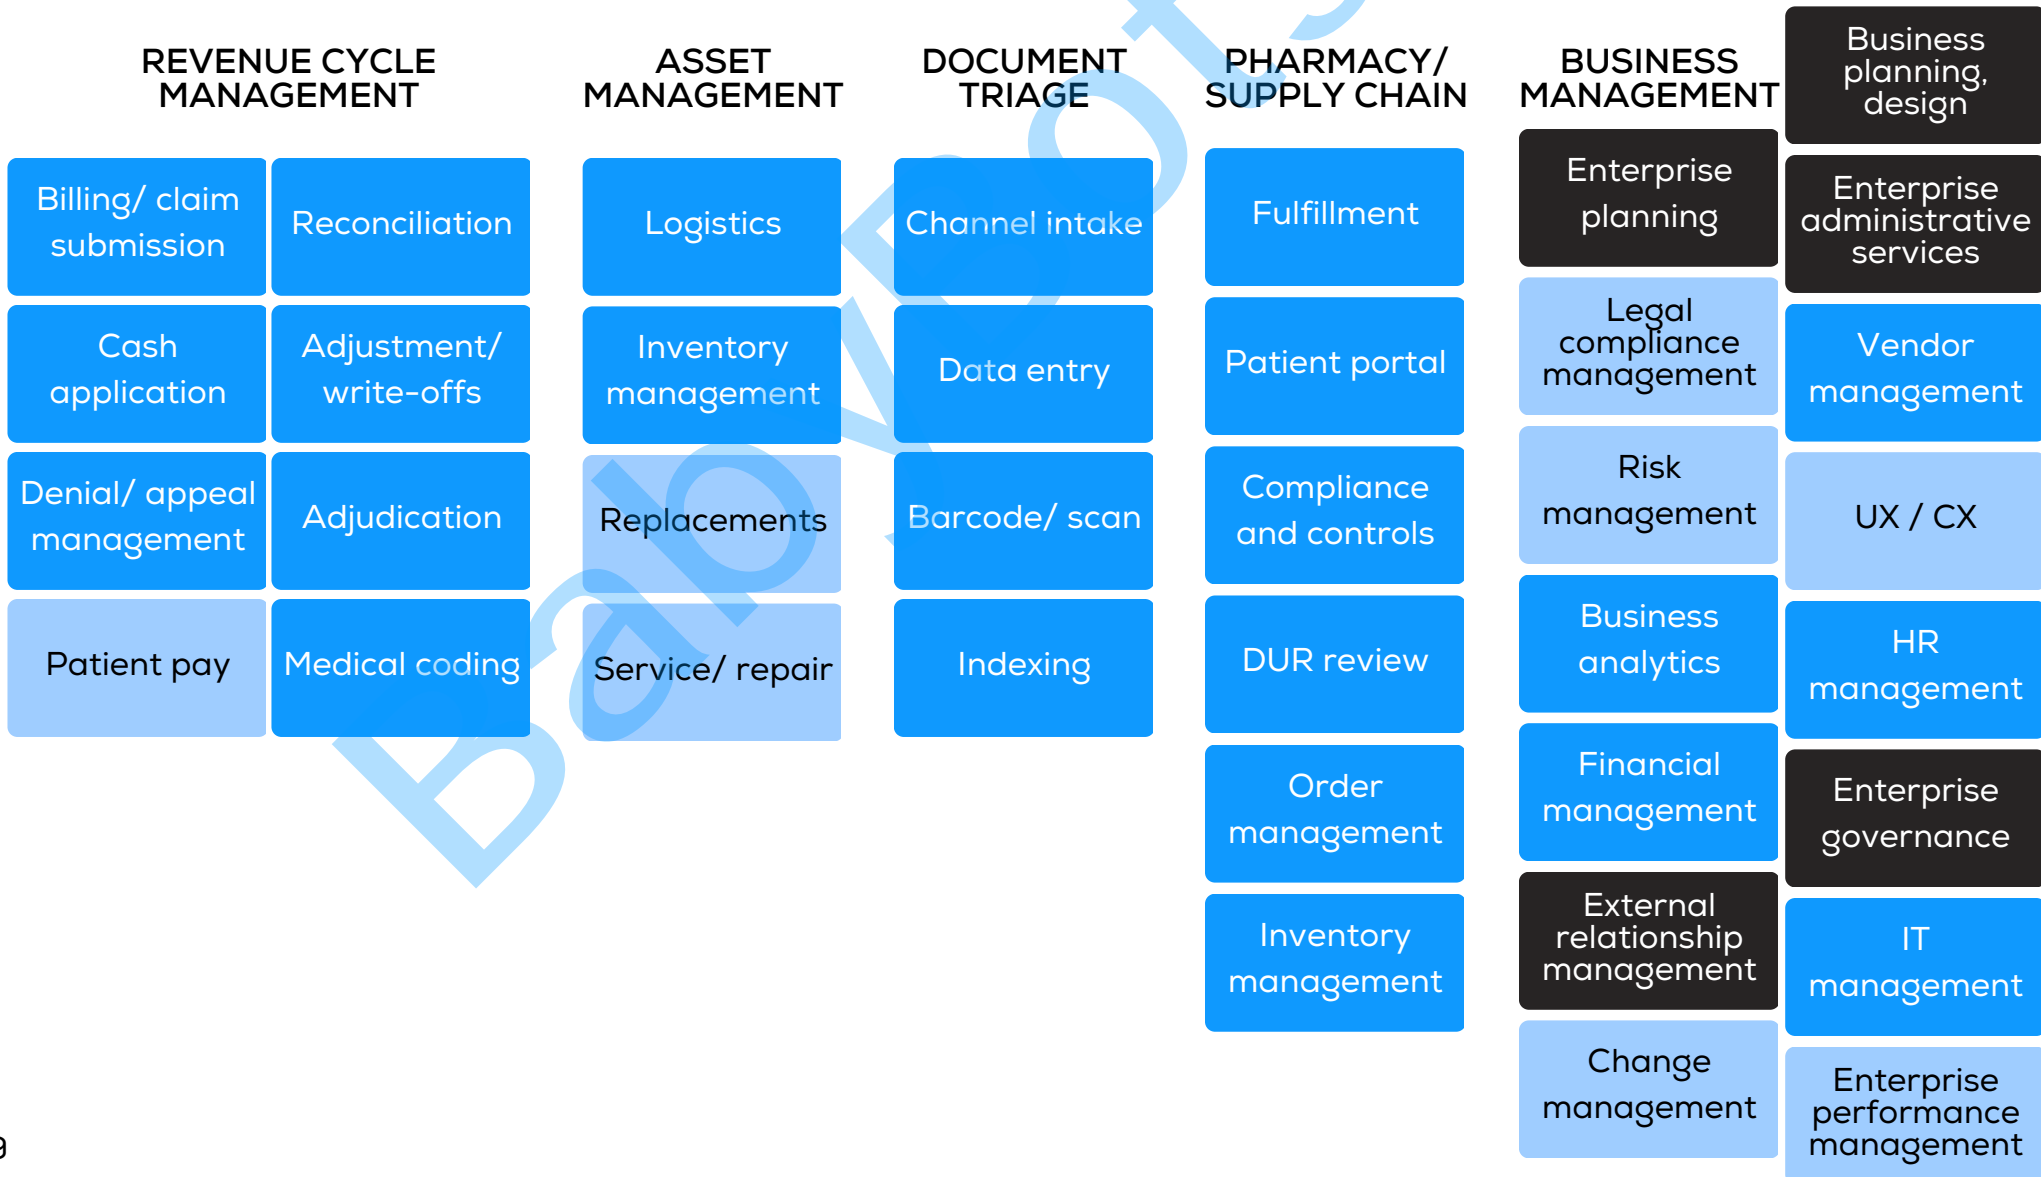 REVENUE CYCLE
MANAGEMENT
Billing/ claim
submission
Reconciliation
Cash
application
Adjustment/
write-offs
Denial/ appeal
management
Adjudication
Patient pay
Medical coding
ASSET
MANAGEMENT
Logistics
Inventory
management
Replacements
Service/ repair
DOCUMENT
TRIAGE
Channel intake
Data entry
Barcode/ scan
Indexing
PHARMACY/
SUPPLY CHAIN
Fulfillment
Patient portal
Compliance
and controls
DUR review
Order
management
Inventory
management
BUSINESS
MANAGEMENT
Enterprise
planning
Legal
compliance
management
Risk
management
Business
analytics
Financial
management
External
relationship
management
Change
management
Business
planning,
design
Enterprise
administrative
services
Vendor
management
UX / CX
HR
management
Enterprise
governance
IT
management
Enterprise
performance
management
9
BabyBots